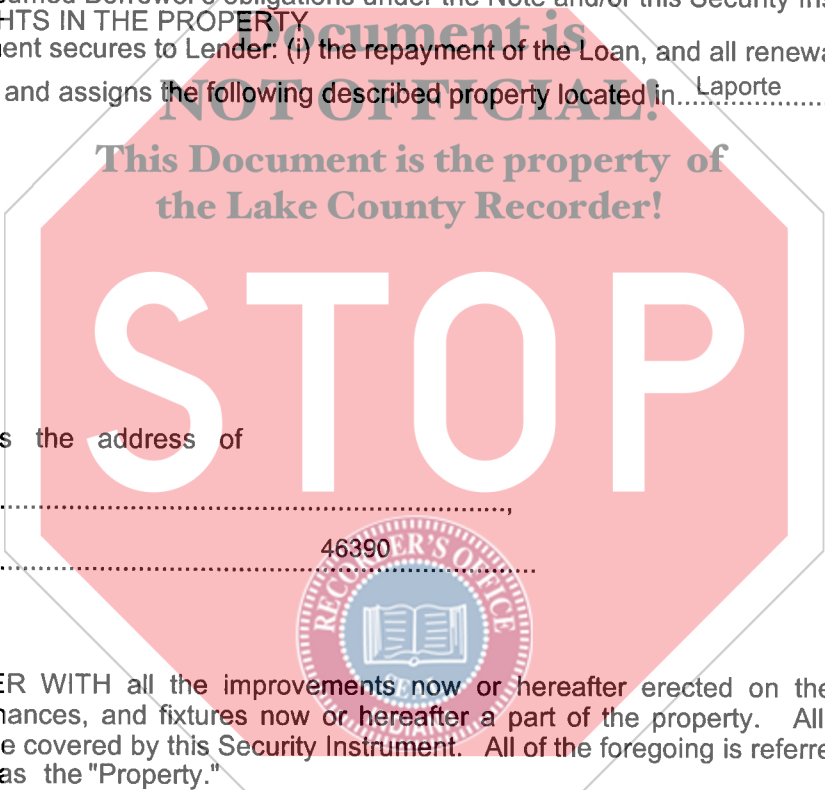 Borrower's obligations under the Note and/or this Security
HTS IN THE PROPERTY
Document is
ent secures to Lender: (i) the repayment of the Loan, and all renewa
NOT OFFICIAL!
and assigns the following described property located in.....Laporte
This Document is the property of
the Lake County Recorder!
STOP
s the address of
,
46390
RECORDER'S OFFICE
SEAL
INDIANA
ER WITH all the improvements now or hereafter erected on the
nances, and fixtures now or hereafter a part of the property. All
e covered by this Security Instrument. All of the foregoing is referre
as the "Property."